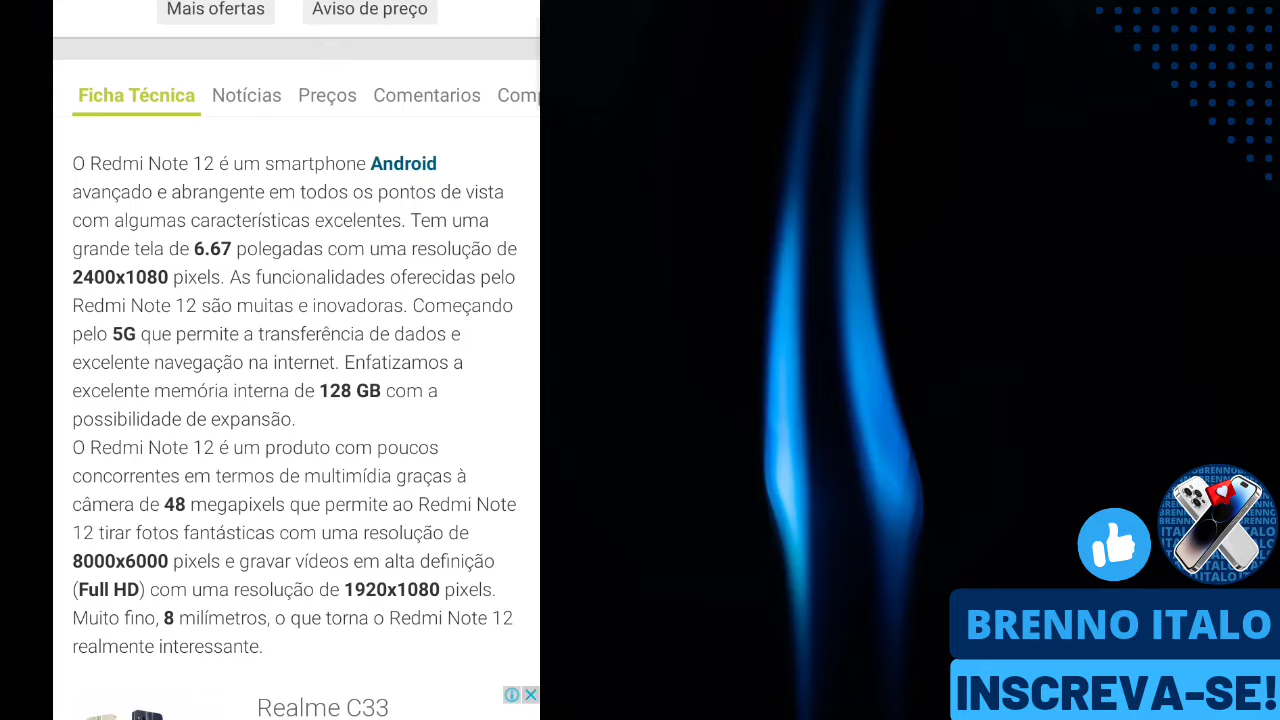 Mais ofertas Aviso de preço
Ficha Técnica Notícias Preços Comentarios Comp
O Redmi Note 12 é um smartphone Android
avançado e abrangente em todos os pontos de vista
com algumas características excelentes. Tem uma
grande tela de 6.67 polegadas com uma resolução de
2400x1080 pixels. As funcionalidades oferecidas pelo
Redmi Note 12 são muitas e inovadoras. Começando
pelo 5G que permite a transferência de dados e
excelente navegação na internet. Enfatizamos a
excelente memória interna de 128 GB com a
possibilidade de expansão.
O Redmi Note 12 é um produto com poucos
concorrentes em termos de multimídia graças à
câmera de 48 megapixels que permite ao Redmi Note
12 tirar fotos fantásticas com uma resolução de
8000x6000 pixels e gravar vídeos em alta definição
(Full HD) com uma resolução de 1920x1080 pixels.
Muito fino, 8 milímetros, o que torna o Redmi Note 12
realmente interessante.
Realme C33
BRENNO ITALO
INSCREVA-SE!